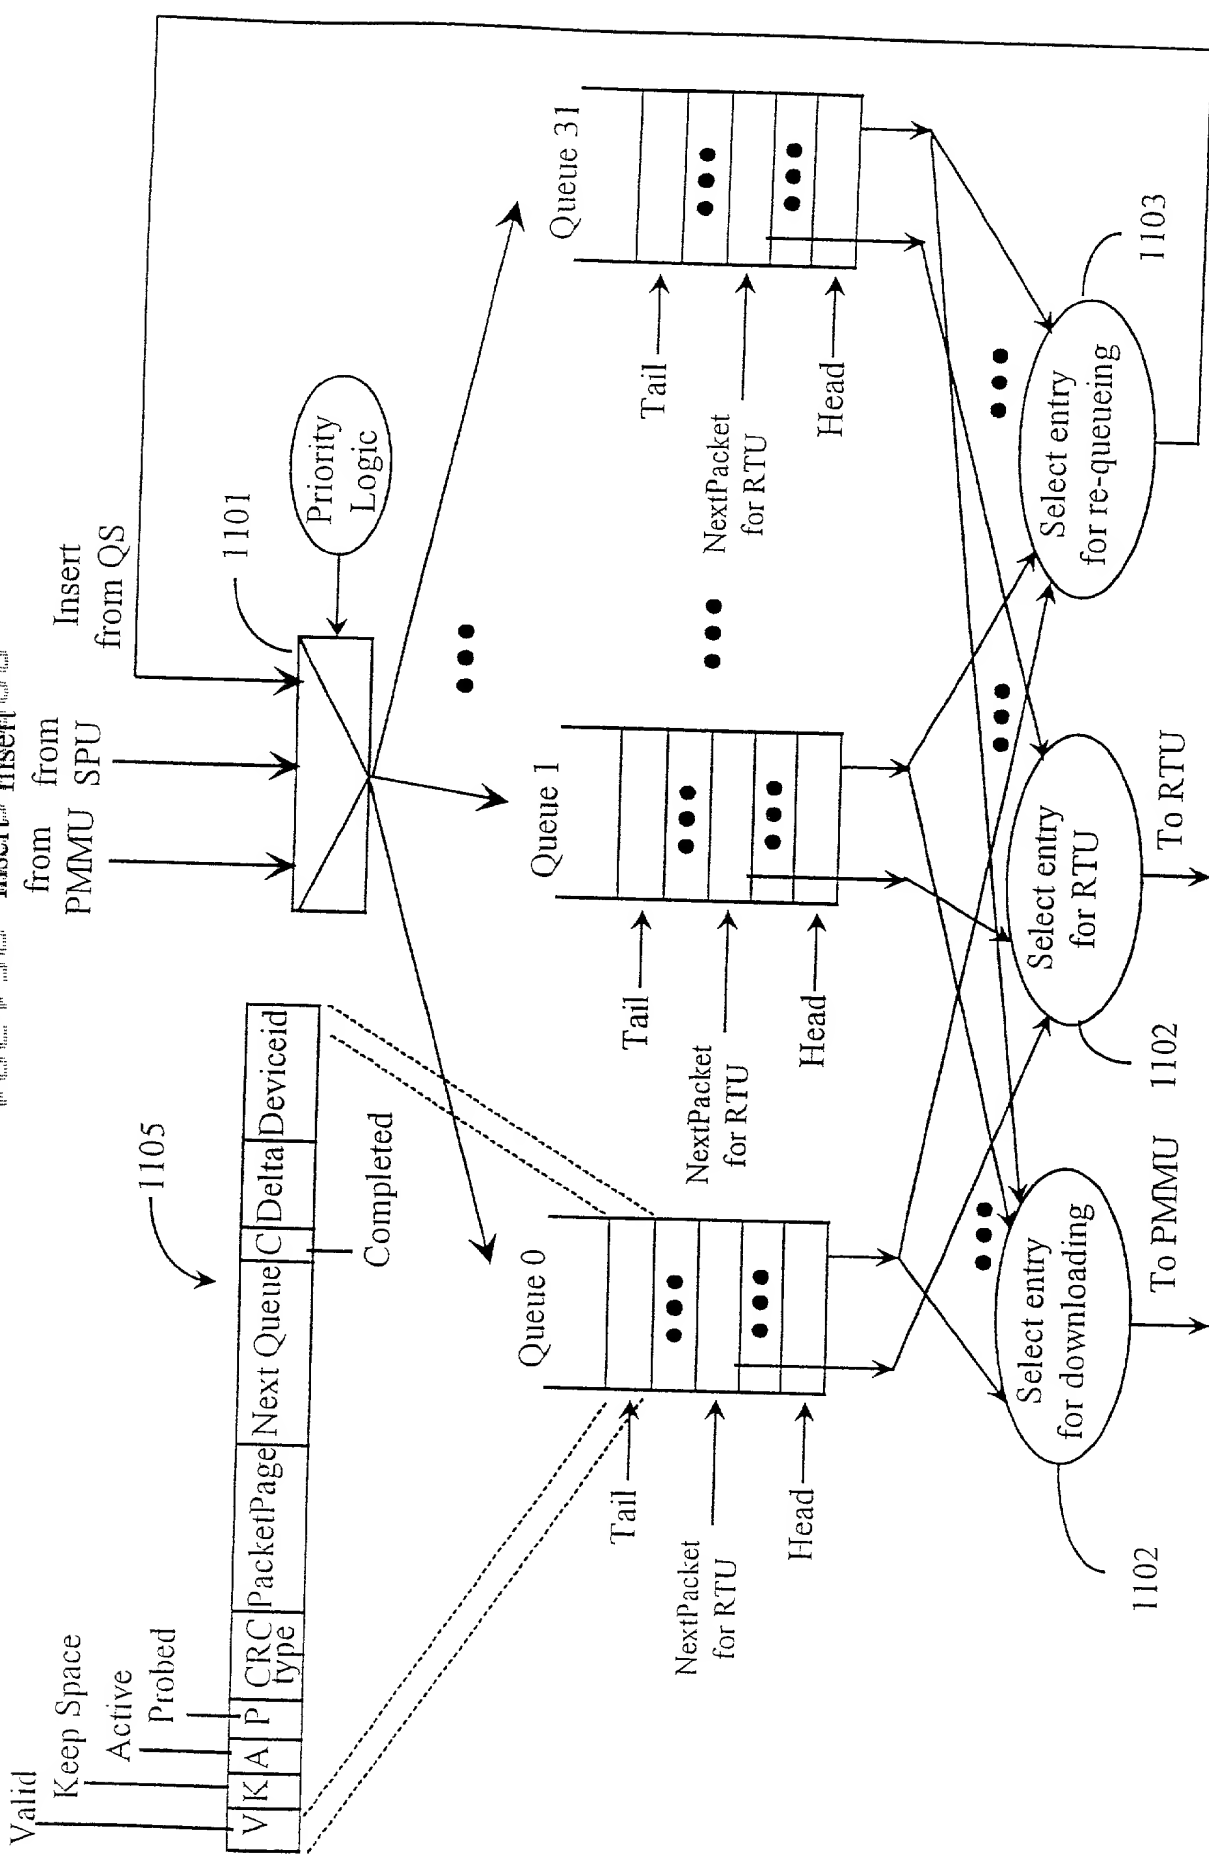 Valid
Keep Space
Active
Probed
V K A P CRC type PacketPage Next Queue C Delta Deviceid
Completed
1105
Insert from PMMU
Insert from SPU
Insert from QS
1101
Priority
Logic
Queue 0
Tail
NextPacket
for RTU
Head
Queue 1
Tail
NextPacket
for RTU
Head
Queue 31
Tail
NextPacket
for RTU
Head
Select entry
for downloading
1102
To PMMU
Select entry
for RTU
1102
To RTU
Select entry
for re-queueing
1103